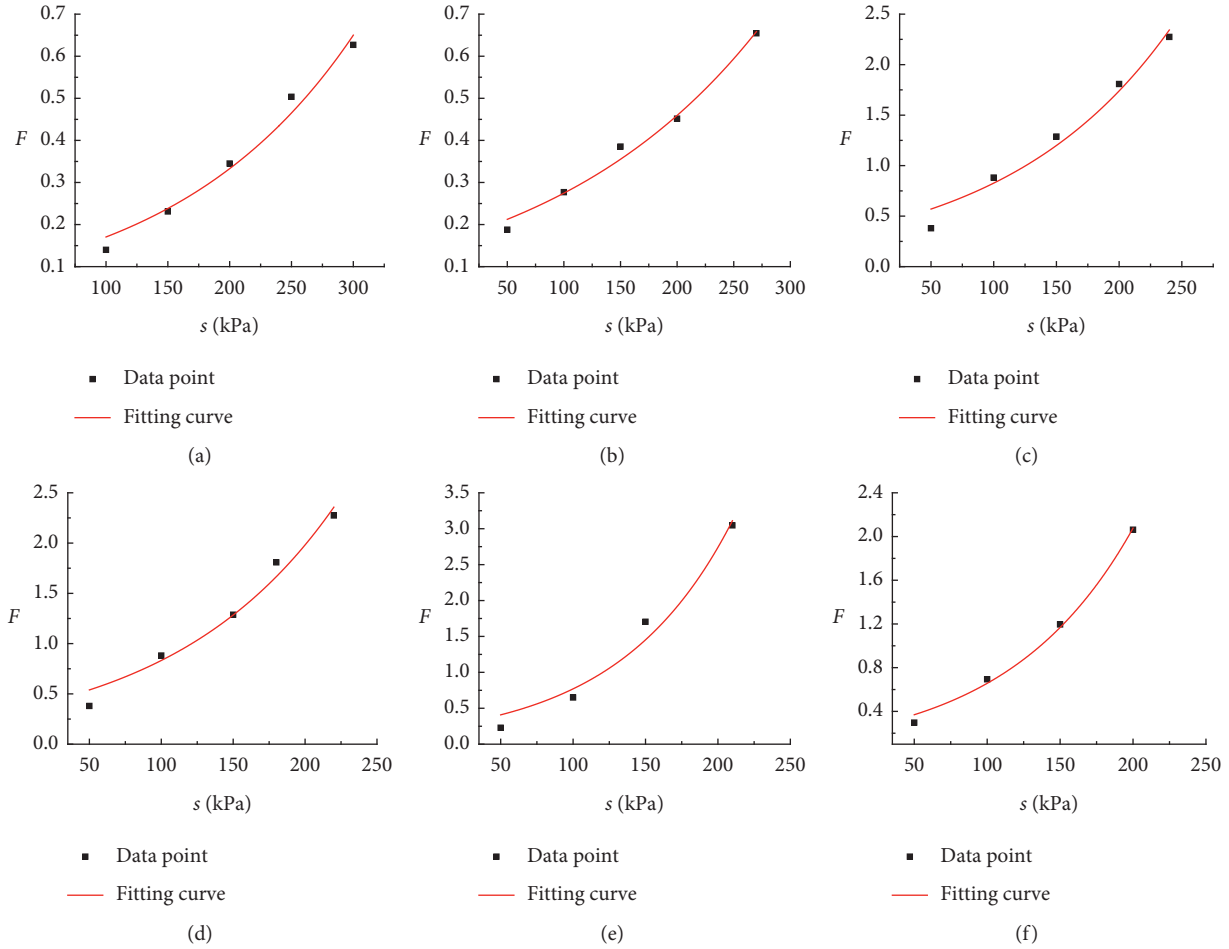 0.7
0.6
0.5
0.4
0.3
0.2
0.1
F
100 150 200 250 300
s (kPa)
Data point
Fitting curve
(a)
0.7
0.6
0.5
0.4
0.3
0.2
0.1
F
50 100 150 200 250 300
s (kPa)
Data point
Fitting curve
(b)
2.5
2.0
1.5
1.0
0.5
0.0
F
50 100 150 200 250
s (kPa)
Data point
Fitting curve
(c)
2.5
2.0
1.5
1.0
0.5
0.0
F
50 100 150 200 250
s (kPa)
Data point
Fitting curve
(d)
3.5
3.0
2.5
2.0
1.5
1.0
0.5
0.0
F
50 100 150 200 250
s (kPa)
Data point
Fitting curve
(e)
2.4
2.0
1.6
1.2
0.8
0.4
F
50 100 150 200 250
s (kPa)
Data point
Fitting curve
(f)